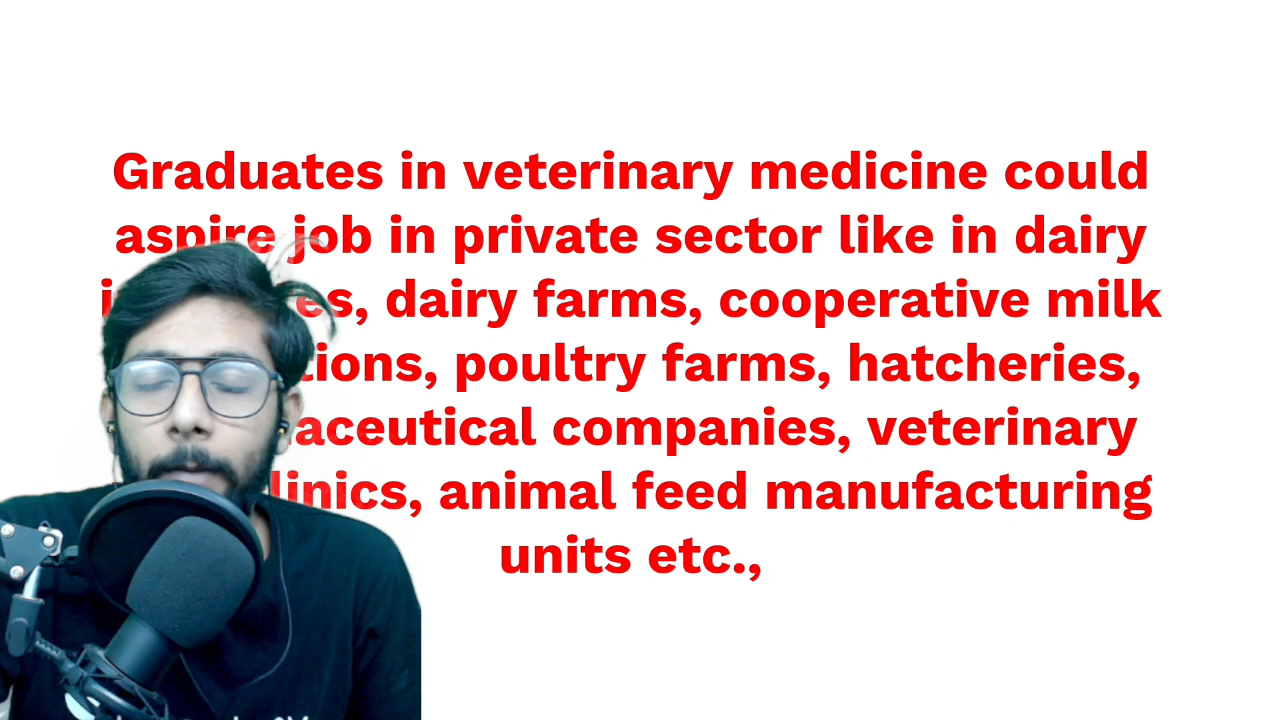 Graduates in veterinary medicine could
aspire job in private sector like in dairy
dairy farms, cooperative milk
poultry farms, hatcheries,
companies, veterinary
animal feed manufacturing
units etc.,